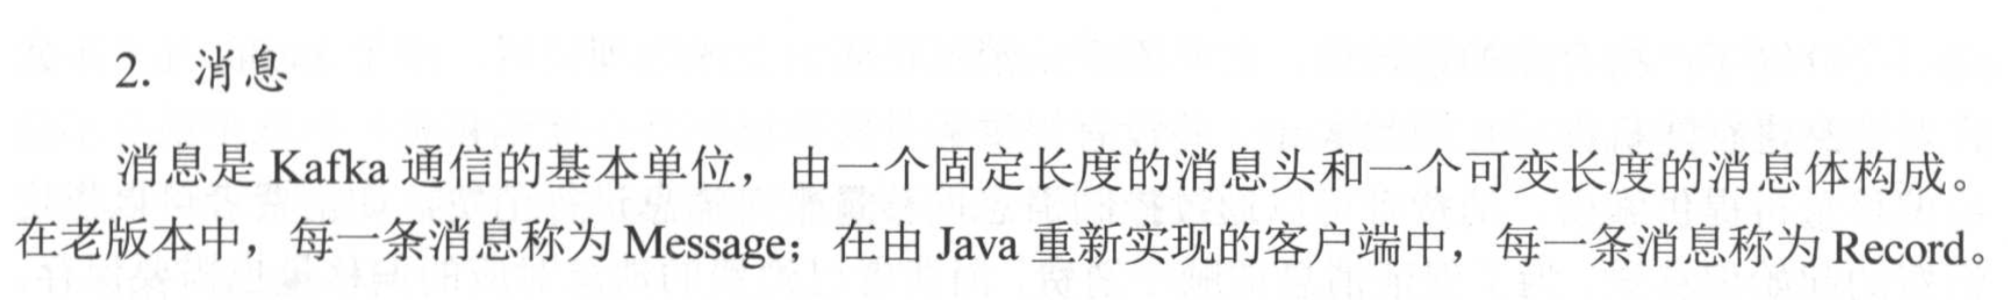 2. 消息
消息是 Kafka 通信的基本单位，由一个固定长度的消息头和一个可变长度的消息体构成。
在老版本中，每一条消息称为 Message；在由 Java 重新实现的客户端中，每一条消息称为 Record。